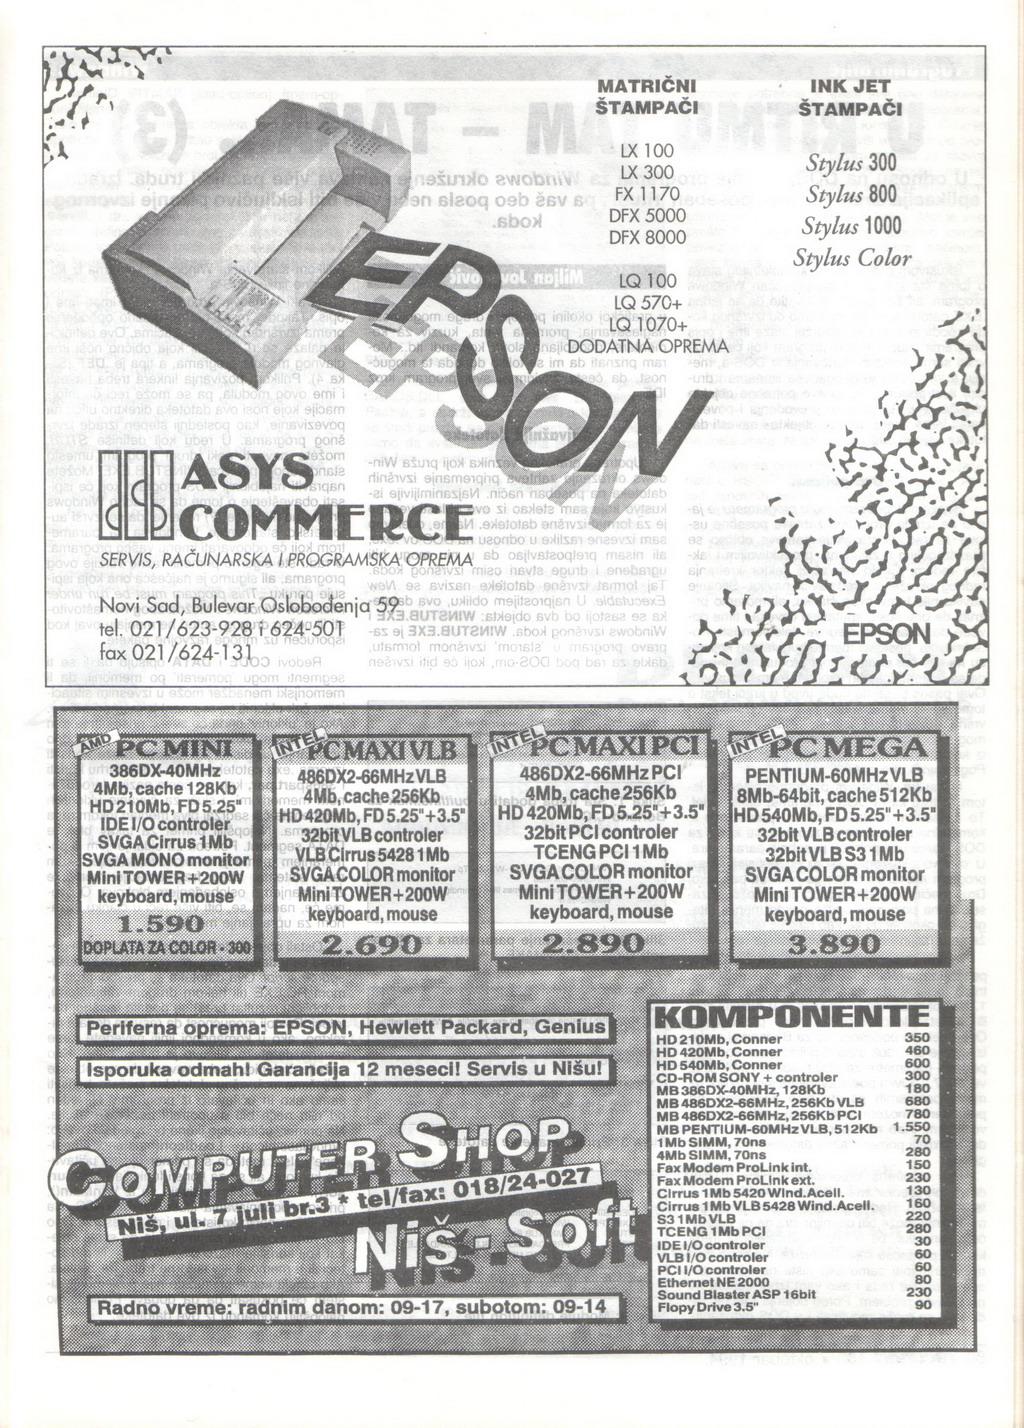 MATRIČNI
ŠTAMPAČI
LX 100
LX 300
FX 1170
DFX 5000
DFX 8000
LQ 100
LQ 570+
LQ 1070+
DODATNA OPREMA
INK JET
ŠTAMPAČI
Stylus 300
Stylus 800
Stylus 1000
Stylus Color
EPSON
ASYS
COMMERCE
SERVIS, RAČUNARSKA I PROGRAMSKA OPREMA
Novi Sad, Bulevar Oslobođenja 59
tel. 021/623-928 i 624-501
fax 021/624-131
EPSON
AMD
PC MINI
386DX-40MHz
4Mb, cache 128Kb
HD 210Mb, FD 5.25"
IDE I/O controler
SVGA Cirrus 1Mb
SVGA MONO monitor
Mini TOWER+200W
keyboard, mouse
1.590
DOPLATA ZA COLOR - 300
INTEL
PC MAXI VLB
486DX2-66MHz VLB
4Mb, cache 256Kb
HD 420Mb, FD 5.25"+3.5"
32bit VLB controler
VLB Cirrus 5428 1Mb
SVGA COLOR monitor
Mini TOWER+200W
keyboard, mouse
2.690
INTEL
PC MAXI PCI
486DX2-66MHz PCI
4Mb, cache 256Kb
HD 420Mb, FD 5.25"+3.5"
32bit PCI controler
TCENG PCI 1Mb
SVGA COLOR monitor
Mini TOWER+200W
keyboard, mouse
2.890
INTEL
PC MEGA
PENTIUM-60MHz VLB
8Mb-64bit, cache 512Kb
HD 540Mb, FD 5.25"+3.5"
32bit VLB controler
32bit VLB S3 1Mb
SVGA COLOR monitor
Mini TOWER+200W
keyboard, mouse
3.890
Periferna oprema: EPSON, Hewlett Packard, Genius
Isporuka odmah! Garancija 12 meseci! Servis u Nišu!
COMPUTER SHOP
Niš, ul. 7 juli br.3 * tel/fax: 018/24-027
Niš - Soft
Radno vreme: radnim danom: 09-17, subotom: 09-14
KOMPONENTE
HD 210Mb, Conner 350
HD 420Mb, Conner 460
HD 540Mb, Conner 600
CD-ROM SONY + controler 300
MB 386DX-40MHz, 128Kb 180
MB 486DX2-66MHz, 256Kb VLB 680
MB 486DX2-66MHz, 256Kb PCI 780
MB PENTIUM-60MHz VLB, 512Kb 1.550
1Mb SIMM, 70ns 70
4Mb SIMM, 70ns 280
Fax Modem ProLink int. 150
Fax Modem ProLink ext. 230
Cirrus 1Mb 5420 Wind.Acell. 130
Cirrus 1Mb VLB 5428 Wind.Acell. 160
S3 1Mb VLB 220
TCENG 1Mb PCI 280
IDE I/O controler 30
VLB I/O controler 60
PCI I/O controler 60
Ethernet NE2000 80
Sound Blaster ASP 16bit 230
Flopy Drive 3.5" 90